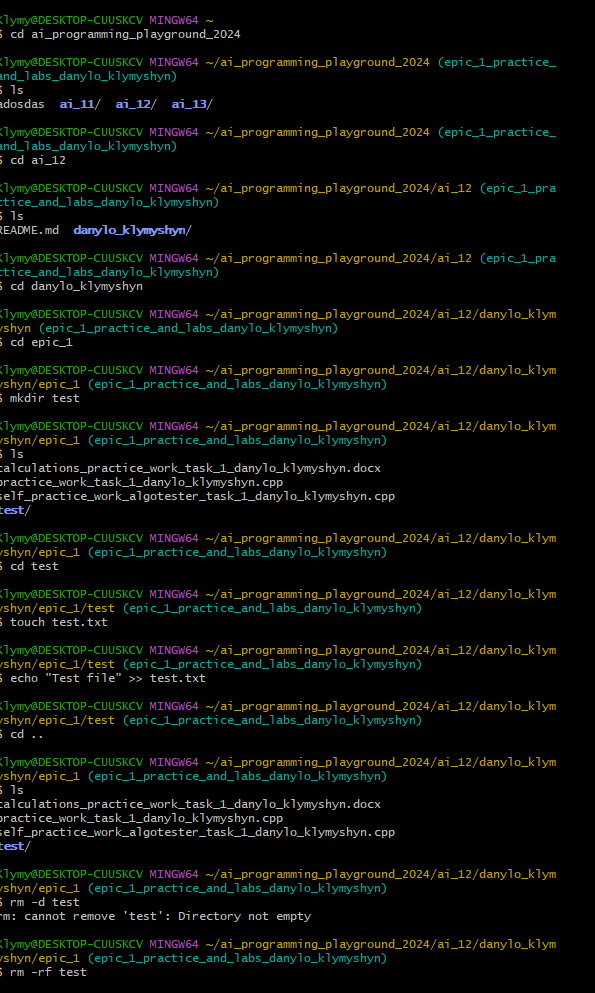 Klymy@DESKTOP-CUUSKCV MINGW64 ~
$ cd ai_programming_playground_2024
Klymy@DESKTOP-CUUSKCV MINGW64 ~/ai_programming_playground_2024 (epic_1_practice_
and_labs_danylo_klymyshyn)
$ ls
adosdas ai_11/ ai_12/ ai_13/
Klymy@DESKTOP-CUUSKCV MINGW64 ~/ai_programming_playground_2024 (epic_1_practice_
and_labs_danylo_klymyshyn)
$ cd ai_12
Klymy@DESKTOP-CUUSKCV MINGW64 ~/ai_programming_playground_2024/ai_12 (epic_1_pra
ctice_and_labs_danylo_klymyshyn)
$ ls
README.md danylo_klymyshyn/
Klymy@DESKTOP-CUUSKCV MINGW64 ~/ai_programming_playground_2024/ai_12 (epic_1_pra
ctice_and_labs_danylo_klymyshyn)
$ cd danylo_klymyshyn
Klymy@DESKTOP-CUUSKCV MINGW64 ~/ai_programming_playground_2024/ai_12/danylo_klym
yshyn (epic_1_practice_and_labs_danylo_klymyshyn)
$ cd epic_1
Klymy@DESKTOP-CUUSKCV MINGW64 ~/ai_programming_playground_2024/ai_12/danylo_klym
yshyn/epic_1 (epic_1_practice_and_labs_danylo_klymyshyn)
$ mkdir test
Klymy@DESKTOP-CUUSKCV MINGW64 ~/ai_programming_playground_2024/ai_12/danylo_klym
yshyn/epic_1 (epic_1_practice_and_labs_danylo_klymyshyn)
$ ls
calculations_practice_work_task_1_danylo_klymyshyn.docx
practice_work_task_1_danylo_klymyshyn.cpp
self_practice_work_algotester_task_1_danylo_klymyshyn.cpp
test/
Klymy@DESKTOP-CUUSKCV MINGW64 ~/ai_programming_playground_2024/ai_12/danylo_klym
yshyn/epic_1 (epic_1_practice_and_labs_danylo_klymyshyn)
$ cd test
Klymy@DESKTOP-CUUSKCV MINGW64 ~/ai_programming_playground_2024/ai_12/danylo_klym
yshyn/epic_1/test (epic_1_practice_and_labs_danylo_klymyshyn)
$ touch test.txt
Klymy@DESKTOP-CUUSKCV MINGW64 ~/ai_programming_playground_2024/ai_12/danylo_klym
yshyn/epic_1/test (epic_1_practice_and_labs_danylo_klymyshyn)
$ echo "Test file" >> test.txt
Klymy@DESKTOP-CUUSKCV MINGW64 ~/ai_programming_playground_2024/ai_12/danylo_klym
yshyn/epic_1/test (epic_1_practice_and_labs_danylo_klymyshyn)
$ cd ..
Klymy@DESKTOP-CUUSKCV MINGW64 ~/ai_programming_playground_2024/ai_12/danylo_klym
yshyn/epic_1 (epic_1_practice_and_labs_danylo_klymyshyn)
$ ls
calculations_practice_work_task_1_danylo_klymyshyn.docx
practice_work_task_1_danylo_klymyshyn.cpp
self_practice_work_algotester_task_1_danylo_klymyshyn.cpp
test/
Klymy@DESKTOP-CUUSKCV MINGW64 ~/ai_programming_playground_2024/ai_12/danylo_klym
yshyn/epic_1 (epic_1_practice_and_labs_danylo_klymyshyn)
$ rm -d test
rm: cannot remove 'test': Directory not empty
Klymy@DESKTOP-CUUSKCV MINGW64 ~/ai_programming_playground_2024/ai_12/danylo_klym
yshyn/epic_1 (epic_1_practice_and_labs_danylo_klymyshyn)
$ rm -rf test